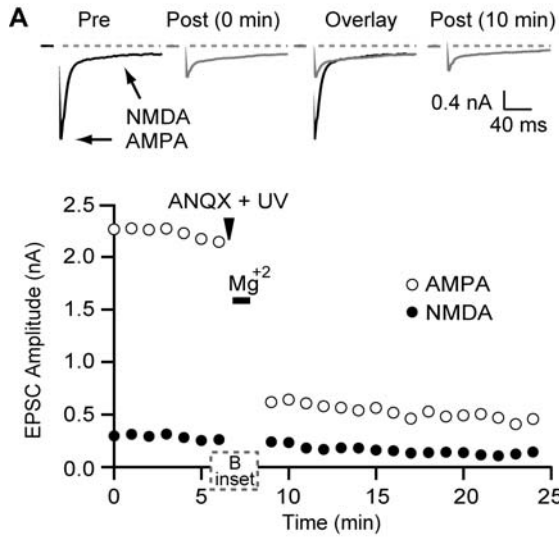 A
Pre
Post (0 min)
Overlay
Post (10 min)
NMDA
AMPA
0.4 nA
40 ms
ANQX + UV
Mg+2
AMPA
NMDA
EPSC Amplitude (nA)
2.5
2.0
1.5
1.0
0.5
0.0
B
inset
0
5
10
15
20
25
Time (min)